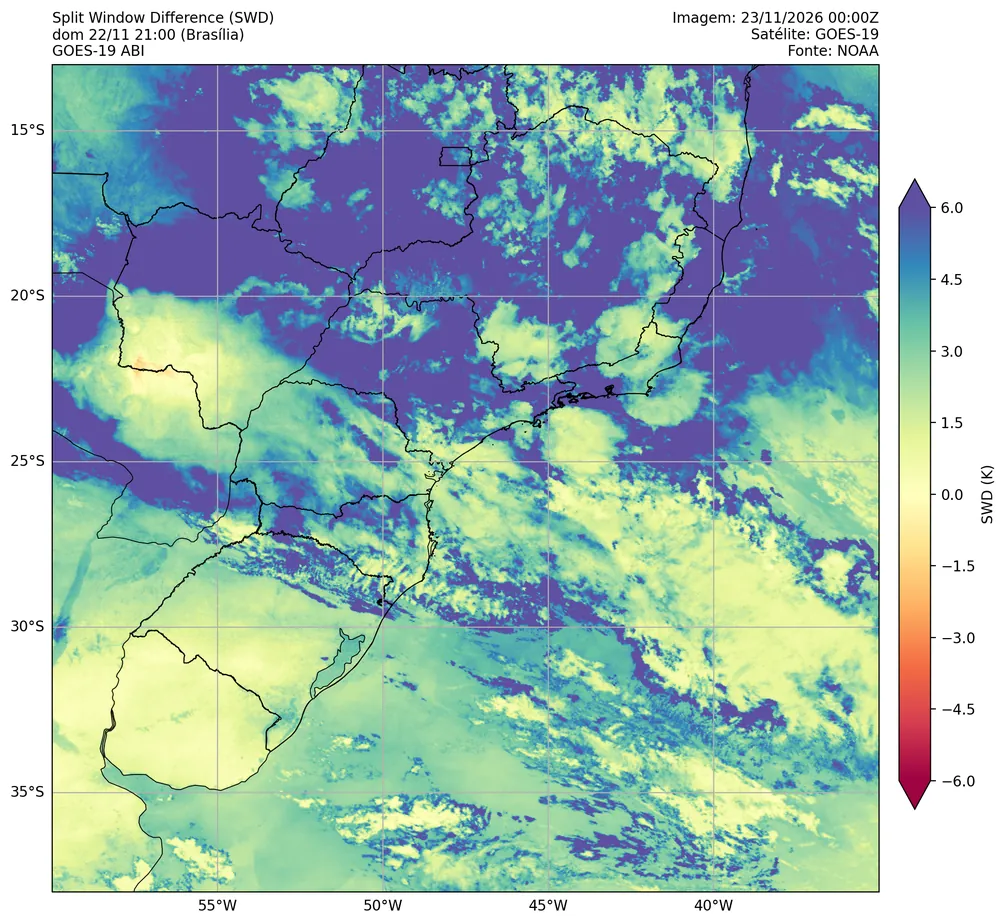 Split Window Difference (SWD)
dom 22/11 21:00 (Brasília)
GOES-19 ABI
Imagem: 23/11/2026 00:00Z
Satélite: GOES-19
Fonte: NOAA
15°S
20°S
25°S
30°S
35°S
55°W
50°W
45°W
40°W
6.0
4.5
3.0
1.5
0.0
−1.5
−3.0
−4.5
−6.0
SWD (K)